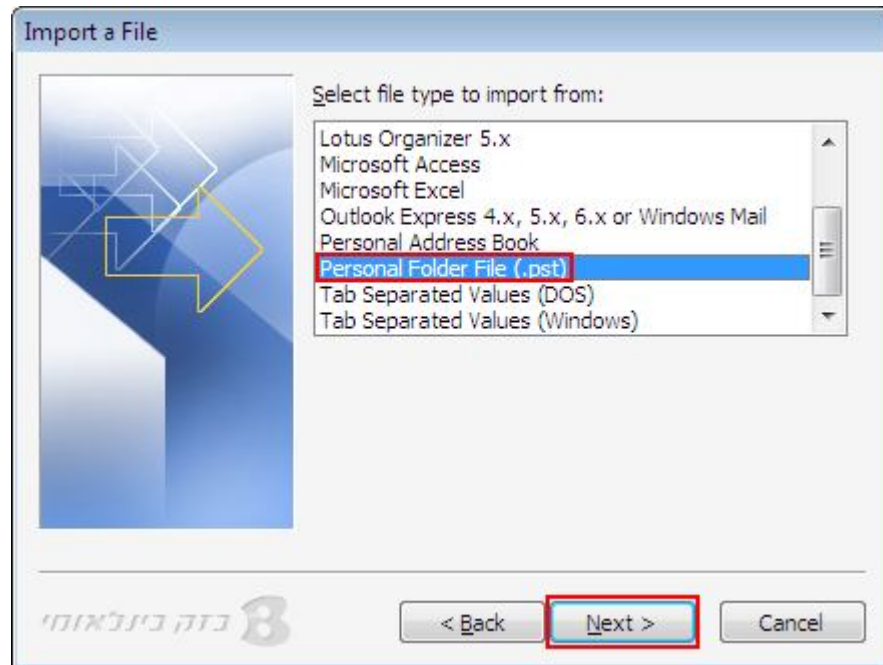 Import a File
Select file type to import from:
Lotus Organizer 5.x
Microsoft Access
Microsoft Excel
Outlook Express 4.x, 5.x, 6.x or Windows Mail
Personal Address Book
Personal Folder File (.pst)
Tab Separated Values (DOS)
Tab Separated Values (Windows)
בזק בינלאומי
< Back
Next >
Cancel